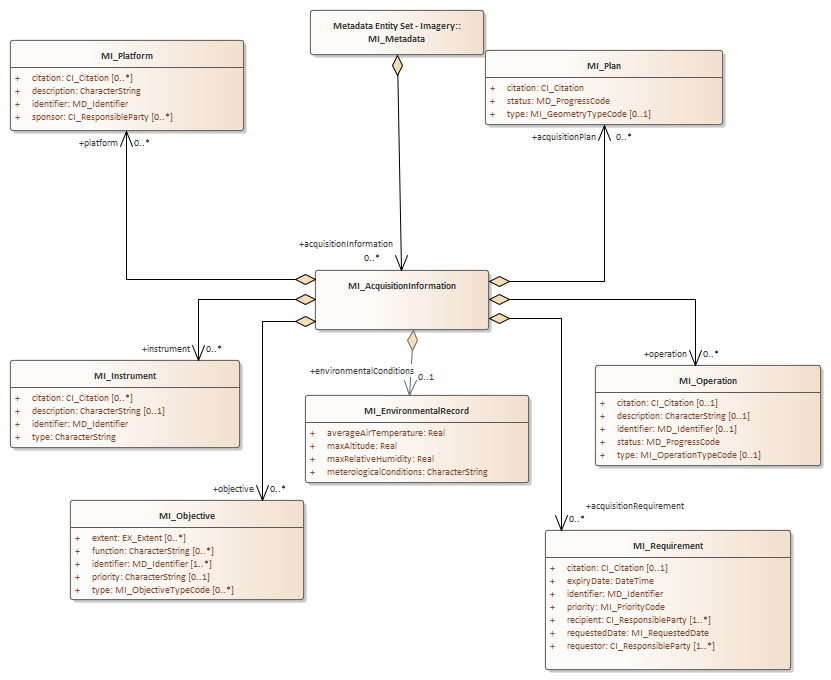 Metadata Entity Set - Imagery::
MI_Metadata
MI_Platform
+ citation: CI_Citation [0..*]
+ description: CharacterString
+ identifier: MD_Identifier
+ sponsor: CI_ResponsibleParty [0..*]
MI_Plan
+ citation: CI_Citation
+ status: MD_ProgressCode
+ type: MI_GeometryTypeCode [0..1]
+platform 0..*
+acquisitionPlan 0..*
+acquisitionInformation
0..*
MI_AcquisitionInformation
+instrument 0..*
+environmentalConditions
0..1
+operation 0..*
MI_Instrument
+ citation: CI_Citation [0..*]
+ description: CharacterString [0..1]
+ identifier: MD_Identifier
+ type: CharacterString
MI_EnvironmentalRecord
+ averageAirTemperature: Real
+ maxAltitude: Real
+ maxRelativeHumidity: Real
+ meterologicalConditions: CharacterString
MI_Operation
+ citation: CI_Citation [0..1]
+ description: CharacterString [0..1]
+ identifier: MD_Identifier [0..1]
+ status: MD_ProgressCode
+ type: MI_OperationTypeCode [0..1]
+objective 0..*
+acquisitionRequirement
0..*
MI_Objective
+ extent: EX_Extent [0..*]
+ function: CharacterString [0..*]
+ identifier: MD_Identifier [1..*]
+ priority: CharacterString [0..1]
+ type: MI_ObjectiveTypeCode [0..*]
MI_Requirement
+ citation: CI_Citation [0..1]
+ expiryDate: DateTime
+ identifier: MD_Identifier
+ priority: MI_PriorityCode
+ recipient: CI_ResponsibleParty [1..*]
+ requestedDate: MI_RequestedDate
+ requestor: CI_ResponsibleParty [1..*]